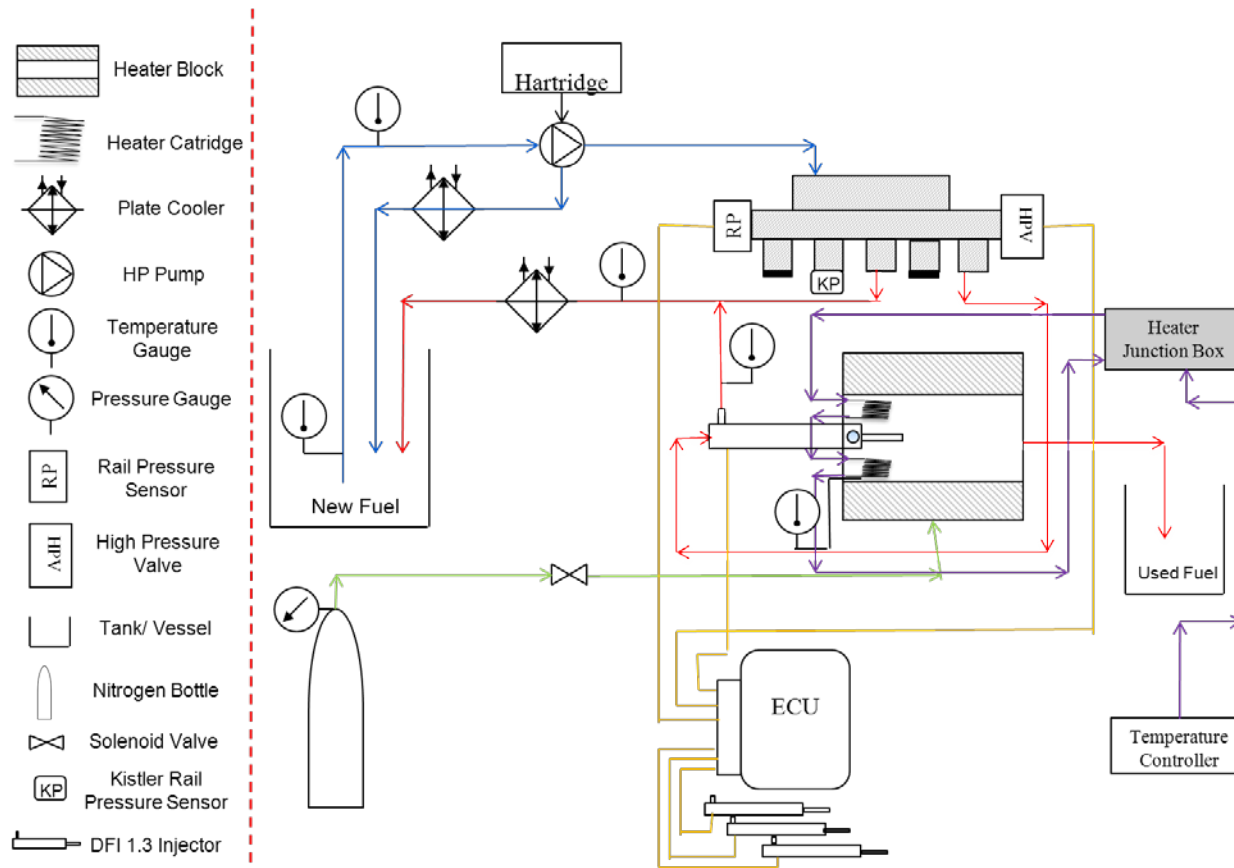 Heater Block
Heater Catridge
Plate Cooler
HP Pump
Temperature
Gauge
Pressure Gauge
RP
Rail Pressure
Sensor
HPV
High Pressure
Valve
Tank/ Vessel
Nitrogen Bottle
Solenoid Valve
KP
Kistler Rail
Pressure Sensor
DFI 1.3 Injector
Hartridge
RP
HPV
KP
Heater
Junction Box
New Fuel
Used Fuel
ECU
Temperature
Controller